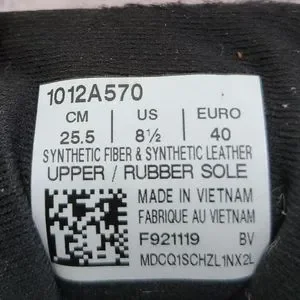 1012A570
CM US EURO
25.5 8½ 40
SYNTHETIC FIBER & SYNTHETIC LEATHER
UPPER / RUBBER SOLE
MADE IN VIETNAM
FABRIQUE AU VIETNAM
F921119 BV
MDCQ1SCHZL1NX2L